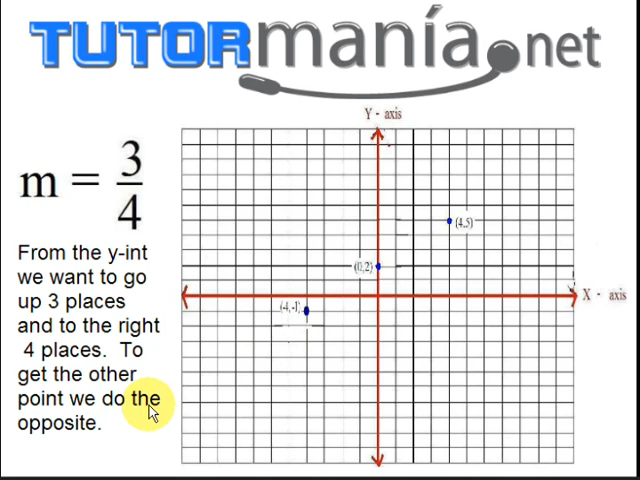 TUTORmanía.net
Y - axis
m = 3/4
(4,5)
(0,2)
X - axis
(-4,-1)
From the y-int
we want to go
up 3 places
and to the right
4 places. To
get the other
point we do the
opposite.